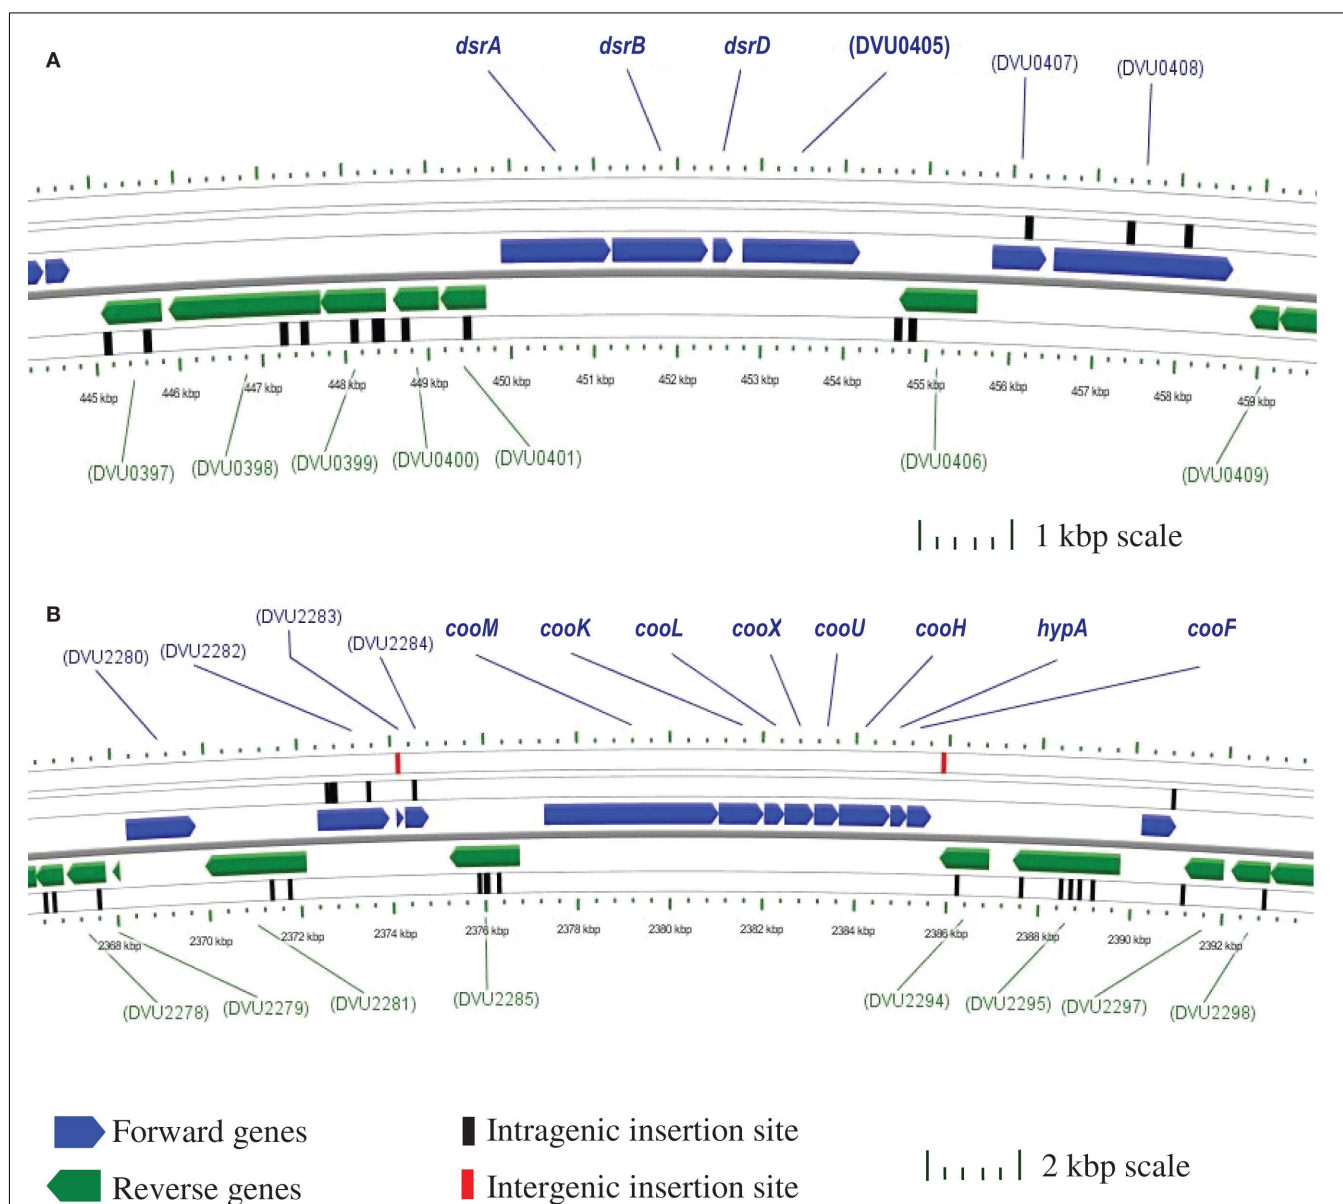 A
dsrA dsrB dsrD (DVU0405) (DVU0407) (DVU0408)
445 kbp 446 kbp 447 kbp 448 kbp 449 kbp 450 kbp 451 kbp 452 kbp 453 kbp 454 kbp 455 kbp 456 kbp 457 kbp 458 kbp 459 kbp
(DVU0397) (DVU0398) (DVU0399) (DVU0400) (DVU0401) (DVU0406) (DVU0409)
1 kbp scale
B
(DVU2280) (DVU2282) (DVU2283) (DVU2284) cooM cooK cooL cooX cooU cooH hypA cooF
2368 kbp 2370 kbp 2372 kbp 2374 kbp 2376 kbp 2378 kbp 2380 kbp 2382 kbp 2384 kbp 2386 kbp 2388 kbp 2390 kbp 2392 kbp
(DVU2278) (DVU2279) (DVU2281) (DVU2285) (DVU2294) (DVU2295) (DVU2297) (DVU2298)
Forward genes Intragenic insertion site 2 kbp scale
Reverse genes Intergenic insertion site